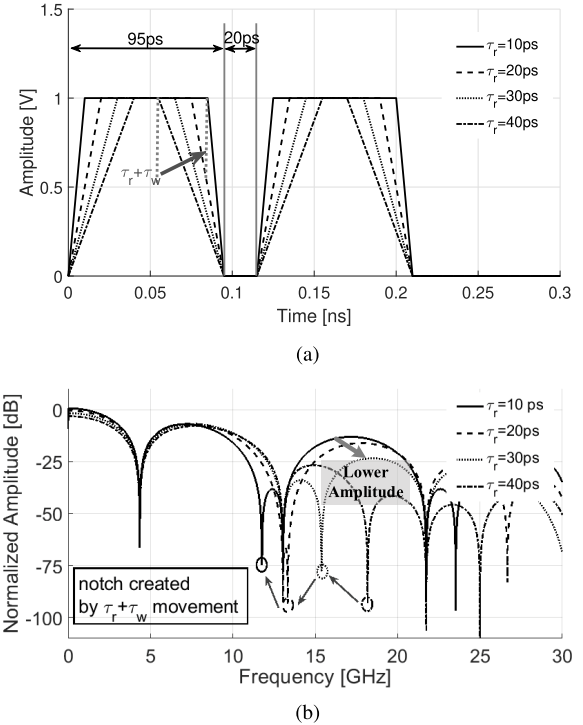 1.5
95ps
20ps
τr=10ps
τr=20ps
1
τr=30ps
τr=40ps
Amplitude [V]
τr+τw
0.5
0
0
0.05
0.1
0.15
0.2
0.25
0.3
Time [ns]
(a)
0
τr=10 ps
τr=20ps
τr=30ps
τr=40ps
Normalized Amplitude [dB]
-25
Lower
Amplitude
-50
-75
notch created
by τr+τw movement
-100
0
5
10
15
20
25
30
Frequency [GHz]
(b)